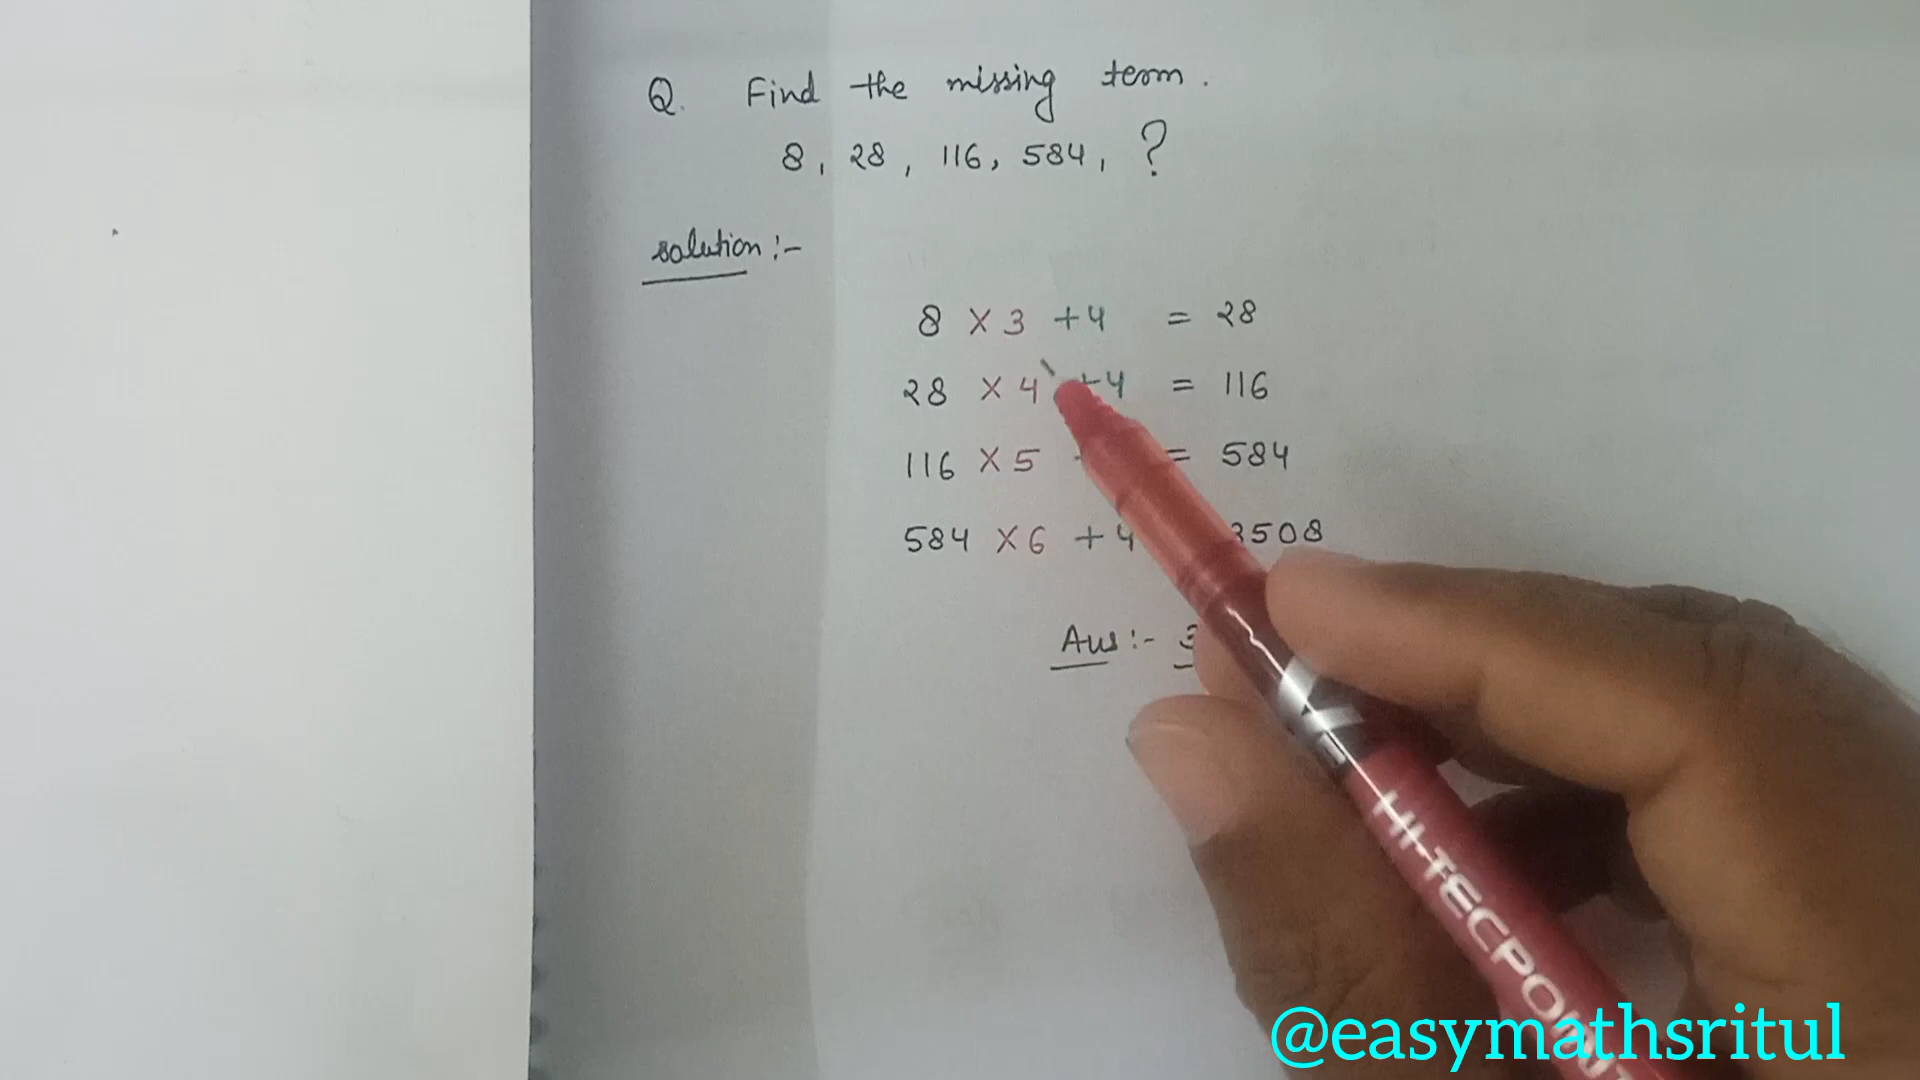 Q. Find the missing term.
8, 28, 116, 584, ?
solution :-
8 × 3 + 4 = 28
28 × 4 + 4 = 116
116 × 5 = 584
584 × 6 + 4 3508
Ans :- 3
HI-TECPOINT
@easymathsritul